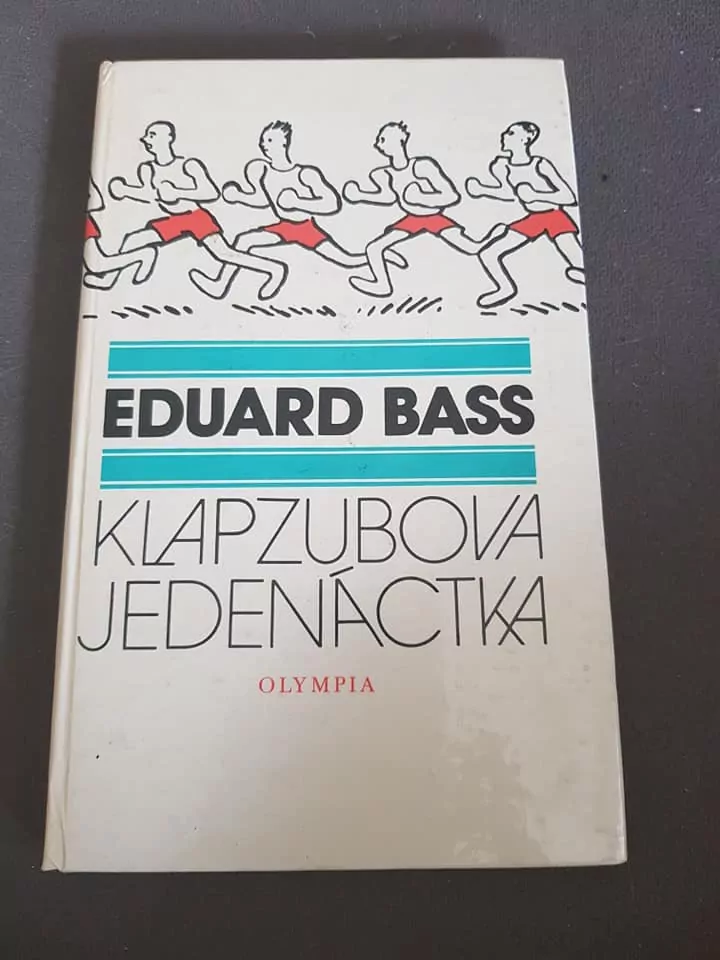 EDUARD BASS
KLAPZUBOVA
JEDENÁCTKA
OLYMPIA